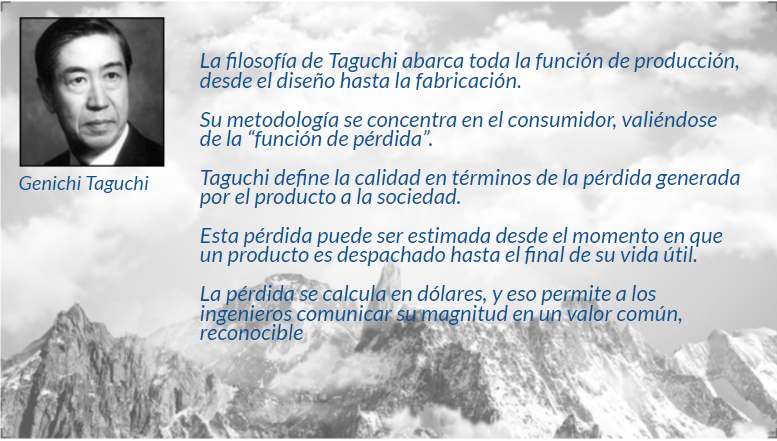 Genichi Taguchi
La filosofía de Taguchi abarca toda la función de producción,
desde el diseño hasta la fabricación.
Su metodología se concentra en el consumidor, valiéndose
de la “función de pérdida”.
Taguchi define la calidad en términos de la pérdida generada
por el producto a la sociedad.
Esta pérdida puede ser estimada desde el momento en que
un producto es despachado hasta el final de su vida útil.
La pérdida se calcula en dólares, y eso permite a los
ingenieros comunicar su magnitud en un valor común,
reconocible